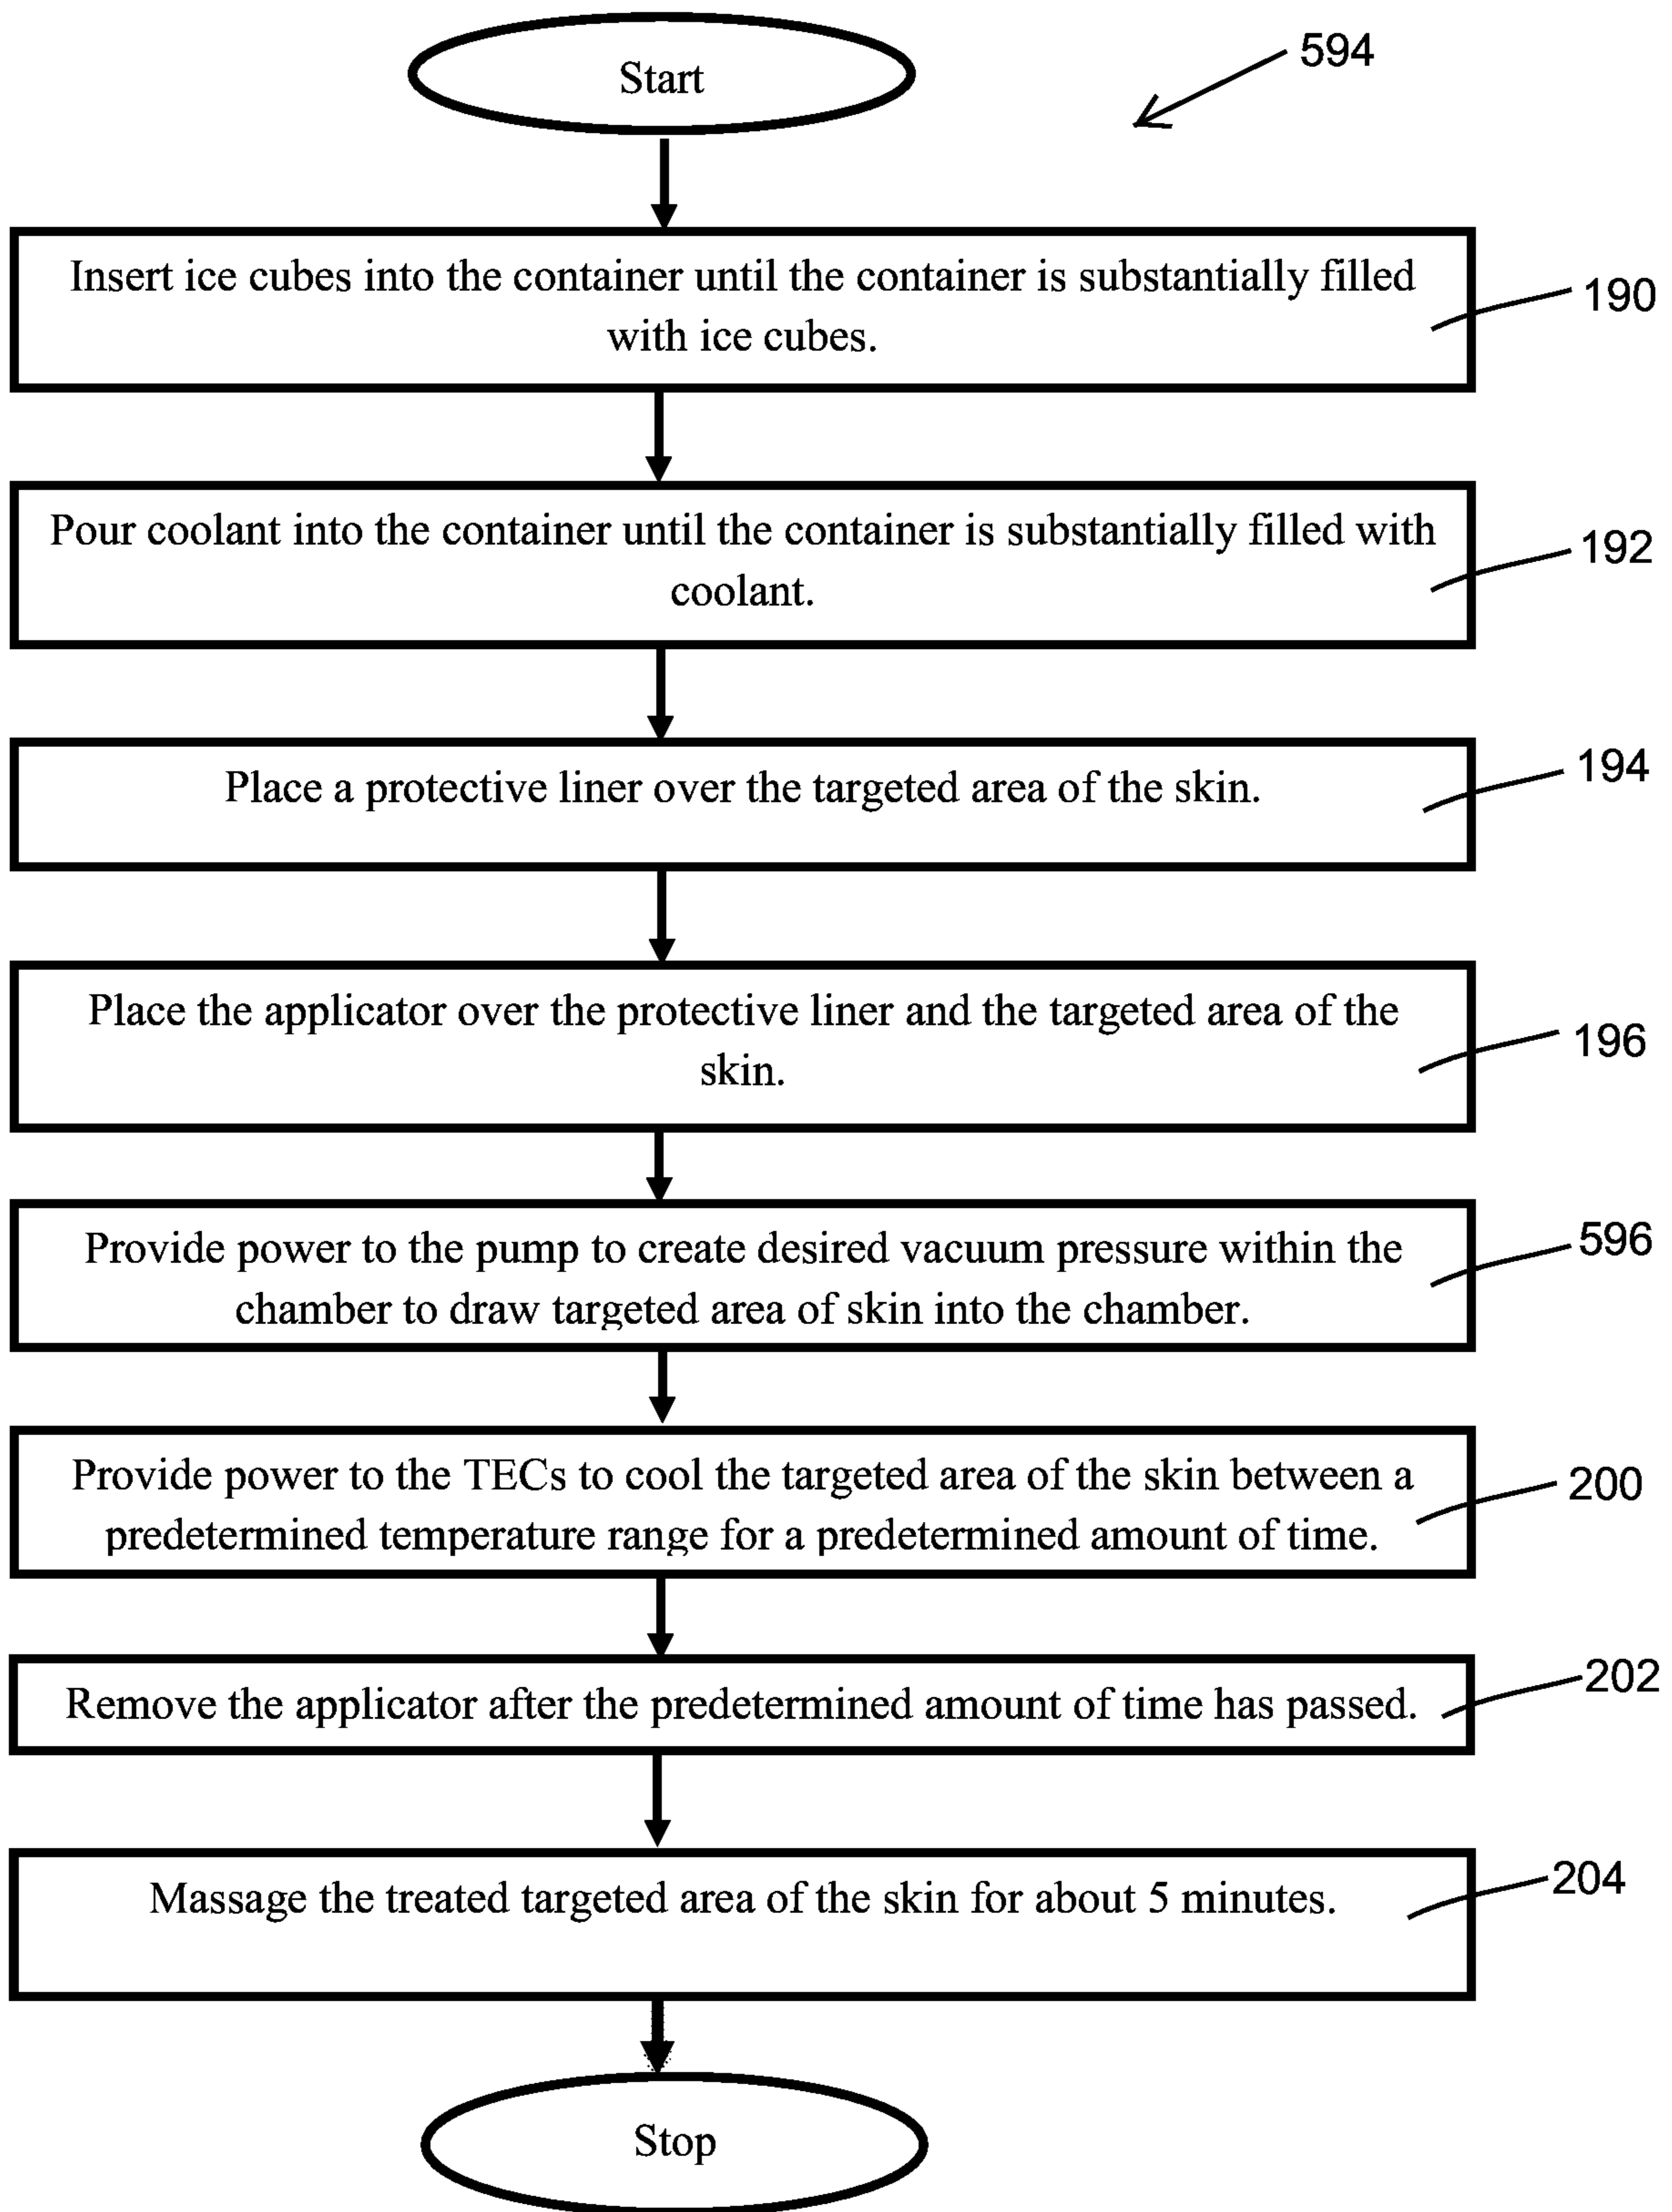 Start
594
Insert ice cubes into the container until the container is substantially filled
with ice cubes.
190
Pour coolant into the container until the container is substantially filled with
coolant.
192
Place a protective liner over the targeted area of the skin.
194
Place the applicator over the protective liner and the targeted area of the
skin.
196
Provide power to the pump to create desired vacuum pressure within the
chamber to draw targeted area of skin into the chamber.
596
Provide power to the TECs to cool the targeted area of the skin between a
predetermined temperature range for a predetermined amount of time.
200
Remove the applicator after the predetermined amount of time has passed.
202
Massage the treated targeted area of the skin for about 5 minutes.
204
Stop